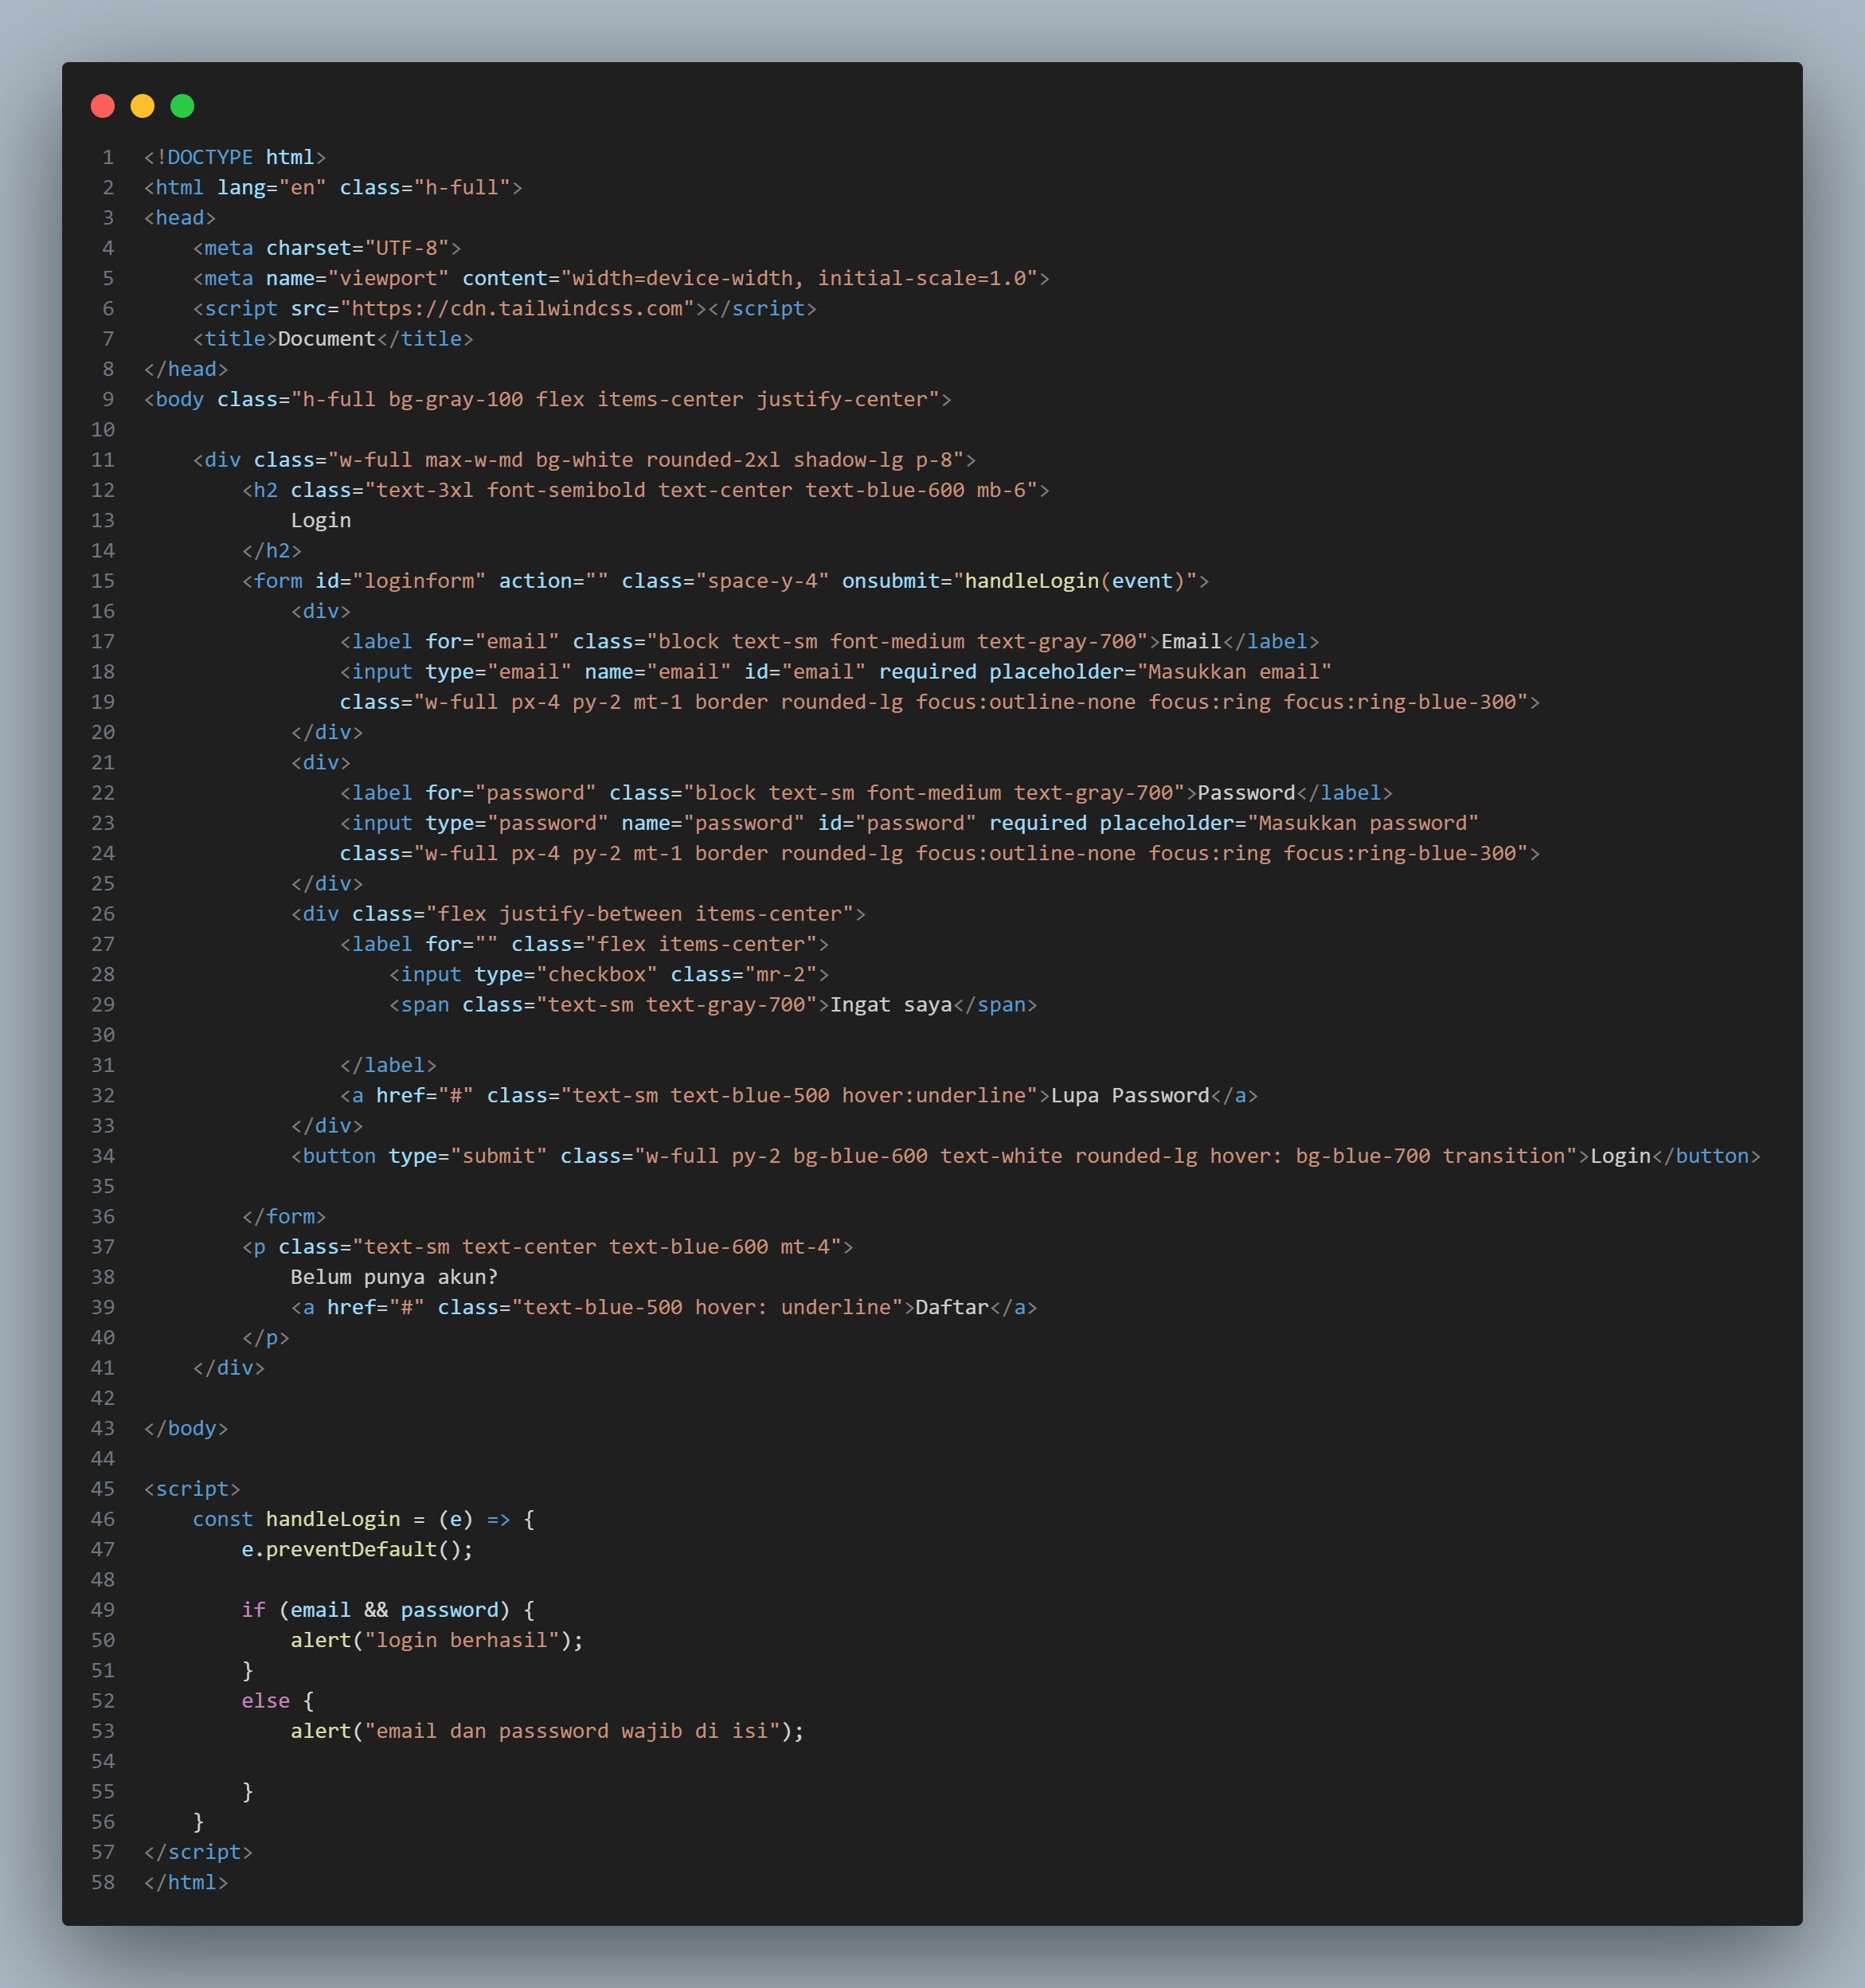 1 <!DOCTYPE html>
2 <html lang="en" class="h-full">
3 <head>
4     <meta charset="UTF-8">
5     <meta name="viewport" content="width=device-width, initial-scale=1.0">
6     <script src="https://cdn.tailwindcss.com"></script>
7     <title>Document</title>
8 </head>
9 <body class="h-full bg-gray-100 flex items-center justify-center">
10
11     <div class="w-full max-w-md bg-white rounded-2xl shadow-lg p-8">
12         <h2 class="text-3xl font-semibold text-center text-blue-600 mb-6">
13             Login
14         </h2>
15         <form id="loginform" action="" class="space-y-4" onsubmit="handleLogin(event)">
16             <div>
17                 <label for="email" class="block text-sm font-medium text-gray-700">Email</label>
18                 <input type="email" name="email" id="email" required placeholder="Masukkan email"
19                 class="w-full px-4 py-2 mt-1 border rounded-lg focus:outline-none focus:ring focus:ring-blue-300">
20             </div>
21             <div>
22                 <label for="password" class="block text-sm font-medium text-gray-700">Password</label>
23                 <input type="password" name="password" id="password" required placeholder="Masukkan password"
24                 class="w-full px-4 py-2 mt-1 border rounded-lg focus:outline-none focus:ring focus:ring-blue-300">
25             </div>
26             <div class="flex justify-between items-center">
27                 <label for="" class="flex items-center">
28                     <input type="checkbox" class="mr-2">
29                     <span class="text-sm text-gray-700">Ingat saya</span>
30
31                 </label>
32                 <a href="#" class="text-sm text-blue-500 hover:underline">Lupa Password</a>
33             </div>
34             <button type="submit" class="w-full py-2 bg-blue-600 text-white rounded-lg hover: bg-blue-700 transition">Login</button>
35
36         </form>
37         <p class="text-sm text-center text-blue-600 mt-4">
38             Belum punya akun?
39             <a href="#" class="text-blue-500 hover: underline">Daftar</a>
40         </p>
41     </div>
42
43 </body>
44
45 <script>
46     const handleLogin = (e) => {
47         e.preventDefault();
48
49         if (email && password) {
50             alert("login berhasil");
51         }
52         else {
53             alert("email dan passsword wajib di isi");
54
55         }
56     }
57 </script>
58 </html>